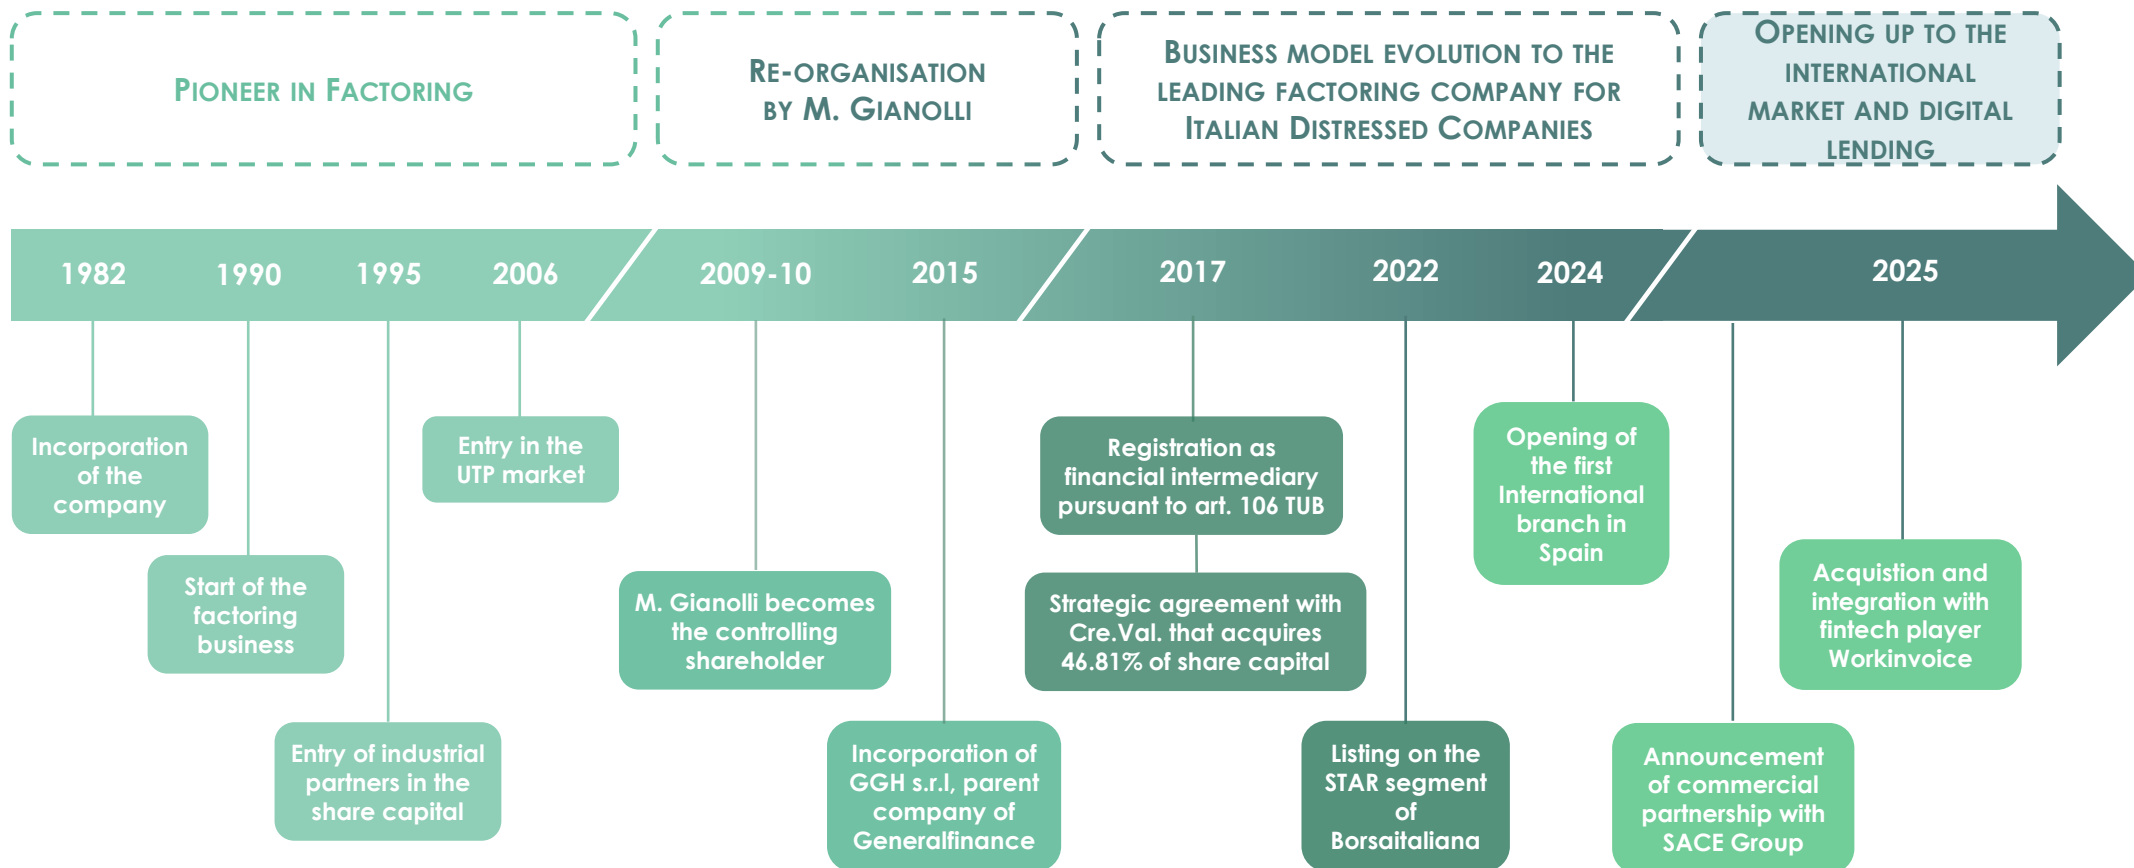 PIONEER IN FACTORING
RE-ORGANISATION
BY M. GIANOLLI
BUSINESS MODEL EVOLUTION TO THE
LEADING FACTORING COMPANY FOR
ITALIAN DISTRESSED COMPANIES
OPENING UP TO THE
INTERNATIONAL
MARKET AND DIGITAL
LENDING
1982
1990
1995
2006
2009-10
2015
2017
2022
2024
2025
Incorporation
of the
company
Start of the
factoring
business
Entry of industrial
partners in the
share capital
Entry in the
UTP market
M. Gianolli becomes
the controlling
shareholder
Incorporation of
GGH s.r.l, parent
company of
Generalfinance
Registration as
financial intermediary
pursuant to art. 106 TUB
Strategic agreement with
Cre.Val. that acquires
46.81% of share capital
Listing on the
STAR segment
of
Borsaitaliana
Opening of
the first
International
branch in
Spain
Announcement
of commercial
partnership with
SACE Group
Acquistion and
integration with
fintech player
Workinvoice